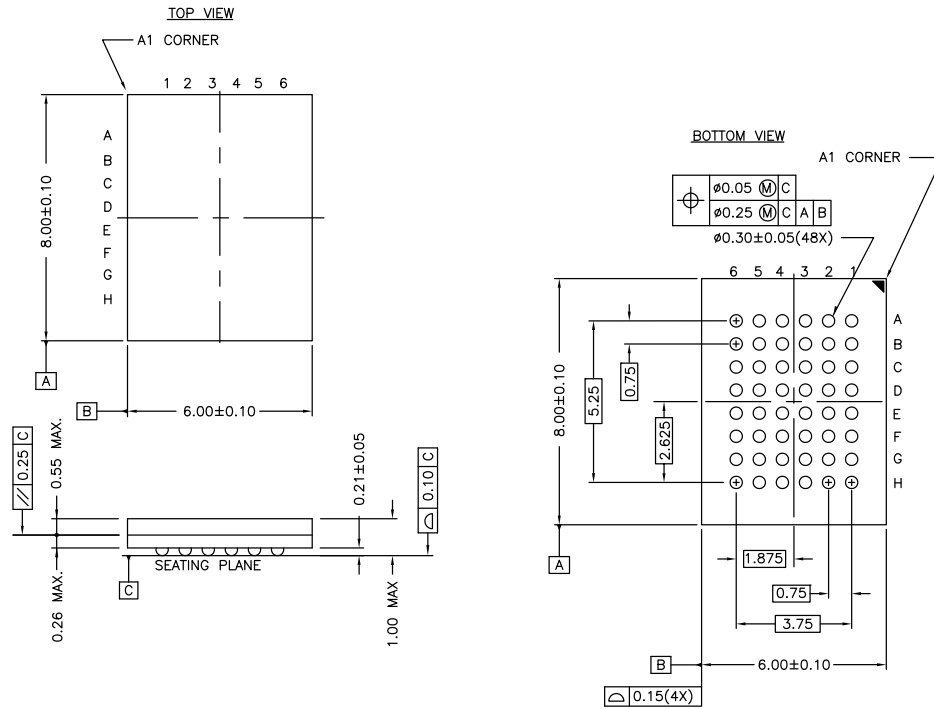 TOP VIEW
A1 CORNER
1 2 3 4 5 6
A
B
C
D
E
F
G
H
8.00±0.10
A
B
6.00±0.10
// 0.25 C
0.55 MAX.
0.26 MAX.
0.21±0.05
0.10 C
SEATING PLANE
C
1.00 MAX
BOTTOM VIEW
A1 CORNER
ø0.05 Ⓜ C
ø0.25 Ⓜ C A B
ø0.30±0.05(48X)
6 5 4 3 2 1
A
B
C
D
E
F
G
H
8.00±0.10
5.25
0.75
2.625
A
1.875
0.75
3.75
B
6.00±0.10
0.15(4X)